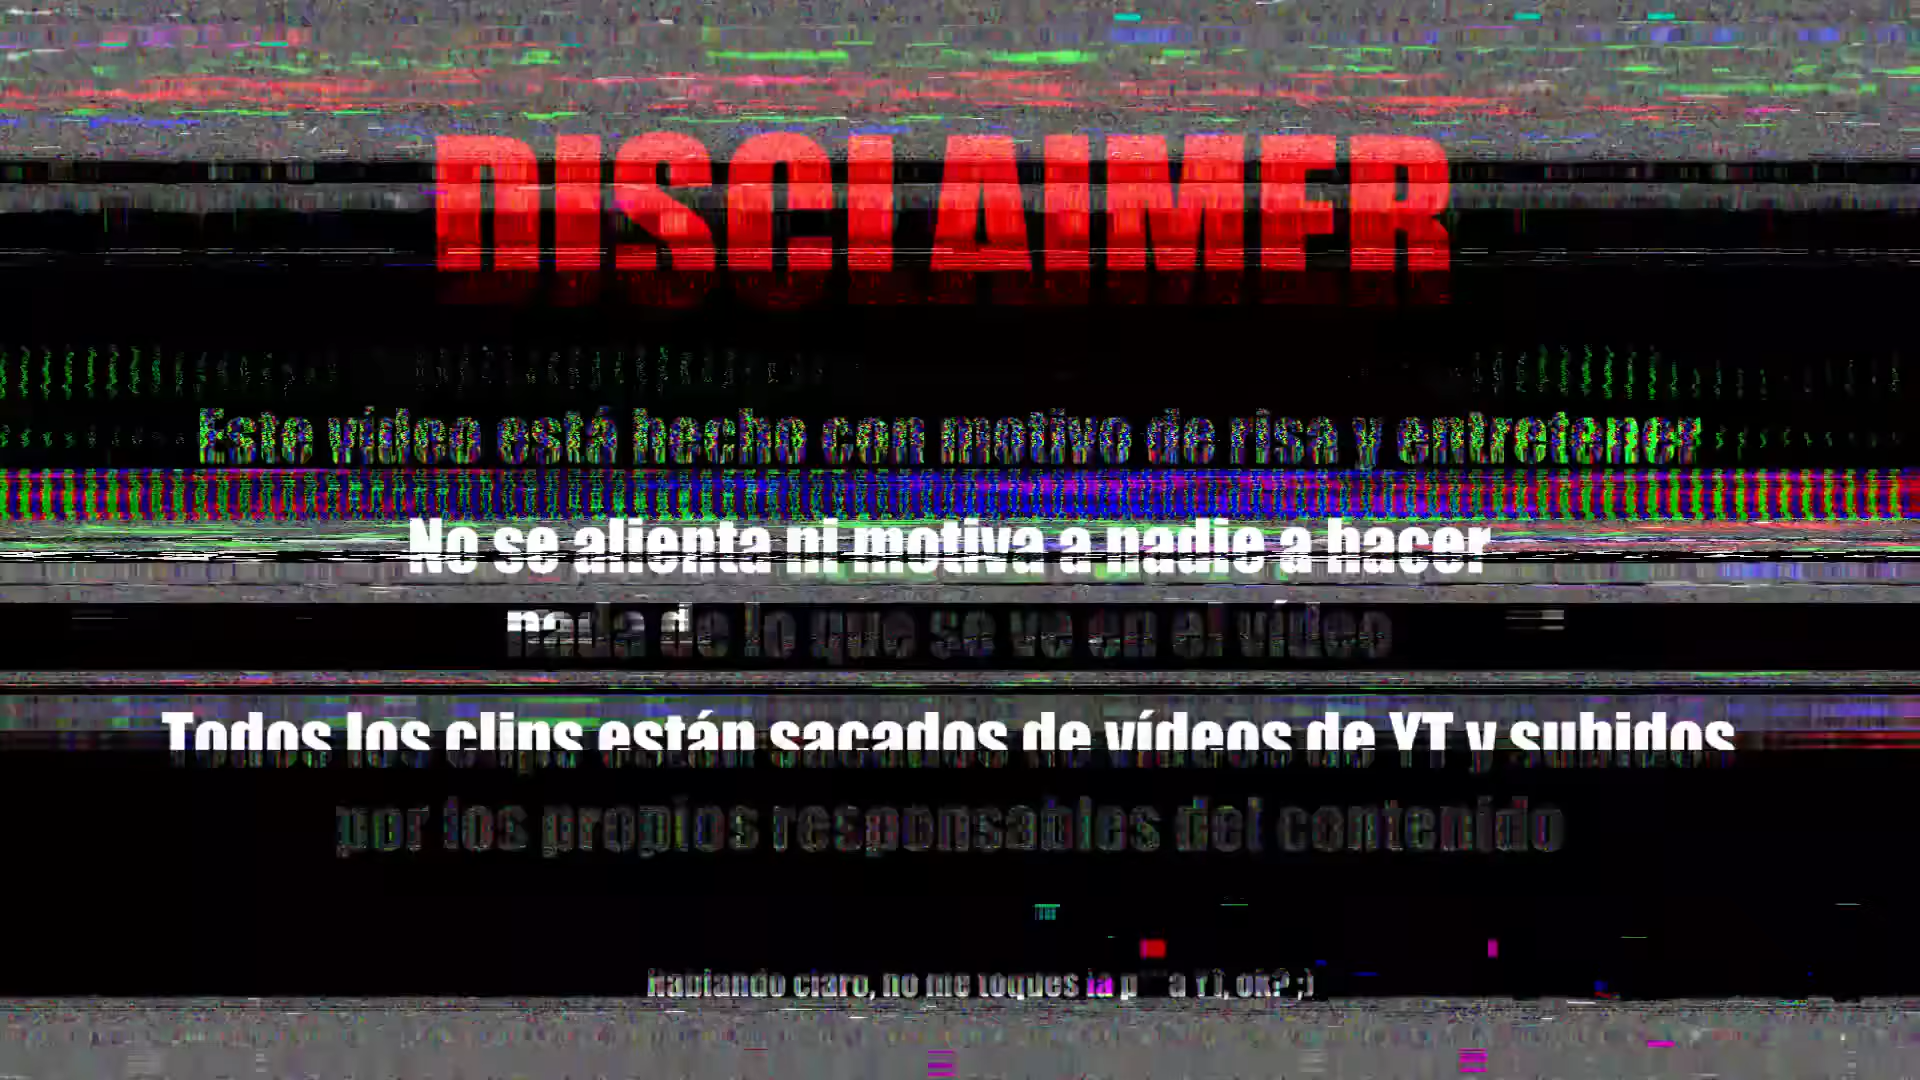 DISCLAIMER
Este vídeo está hecho con motivo de risa y entretener
No se alienta ni motiva a nadie a hacer
nada de lo que se ve en el vídeo
Todos los clips están sacados de vídeos de YT y subidos
por los propios responsables del contenido
Hablando claro, no me toques la p a YT, ok? ;)